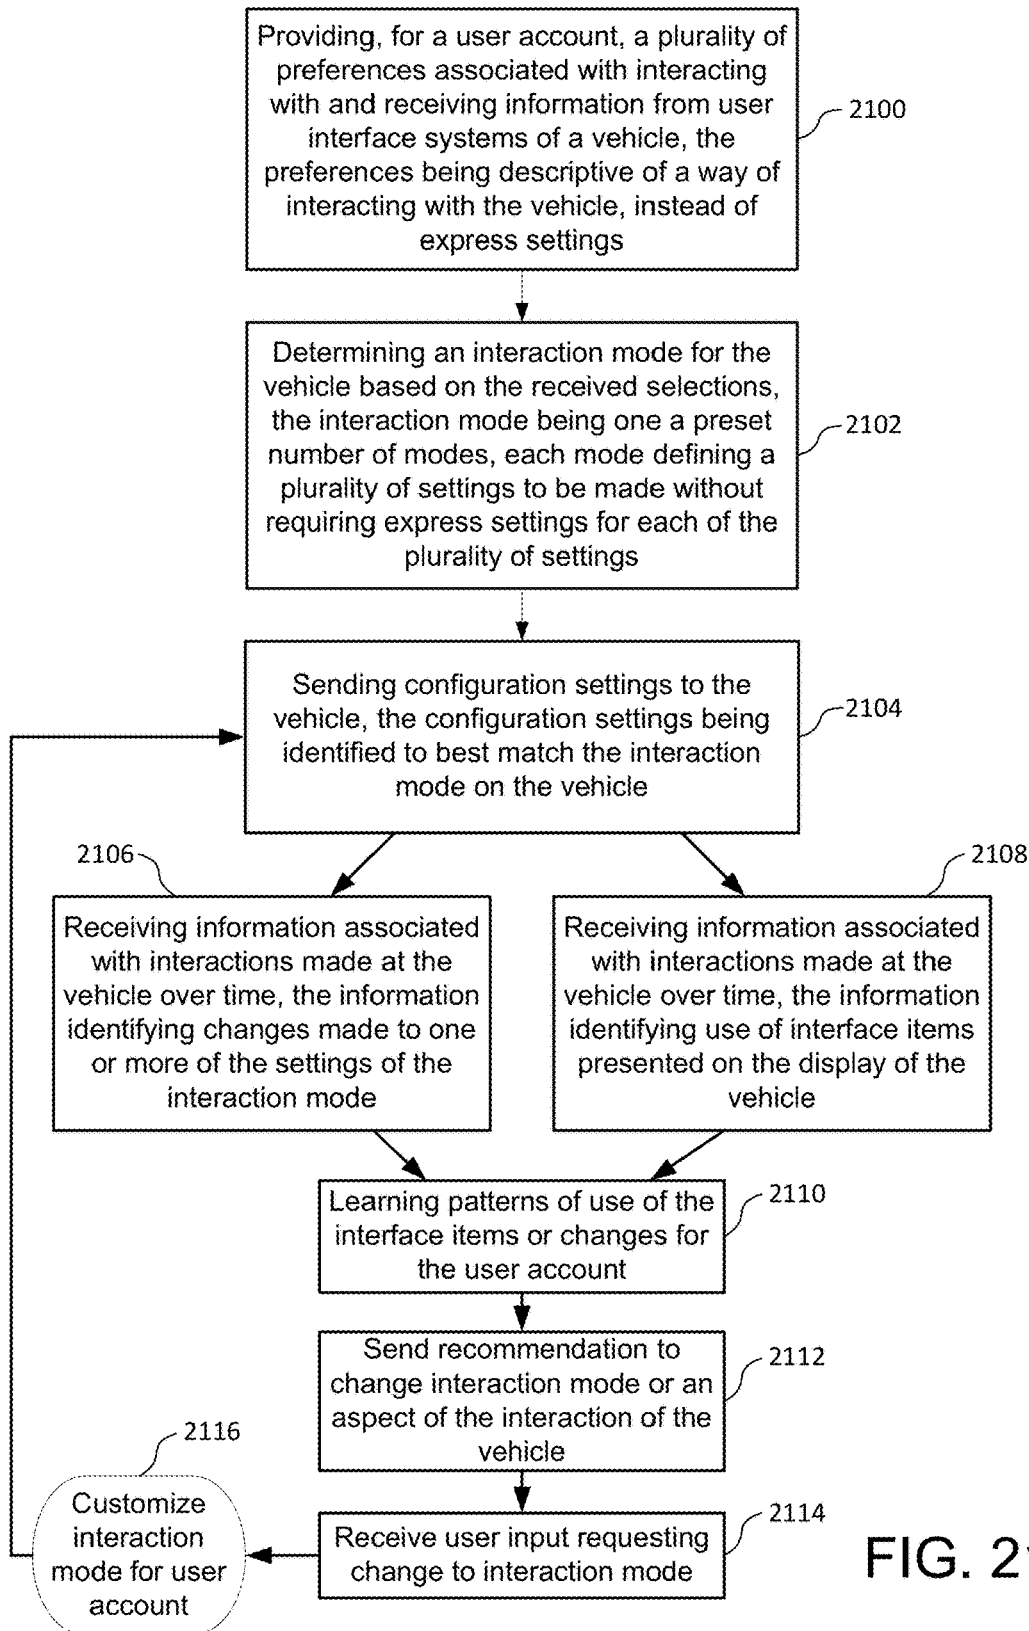 Providing, for a user account, a plurality of
preferences associated with interacting
with and receiving information from user
interface systems of a vehicle, the
preferences being descriptive of a way of
interacting with the vehicle, instead of
express settings
2100
Determining an interaction mode for the
vehicle based on the received selections,
the interaction mode being one a preset
number of modes, each mode defining a
plurality of settings to be made without
requiring express settings for each of the
plurality of settings
2102
Sending configuration settings to the
vehicle, the configuration settings being
identified to best match the interaction
mode on the vehicle
2104
2106
Receiving information associated
with interactions made at the
vehicle over time, the information
identifying changes made to one
or more of the settings of the
interaction mode
2108
Receiving information associated
with interactions made at the
vehicle over time, the information
identifying use of interface items
presented on the display of the
vehicle
Learning patterns of use of the
interface items or changes for
the user account
2110
Send recommendation to
change interaction mode or an
aspect of the interaction of the
vehicle
2112
Receive user input requesting
change to interaction mode
2114
2116
Customize
interaction
mode for user
account
FIG. 2